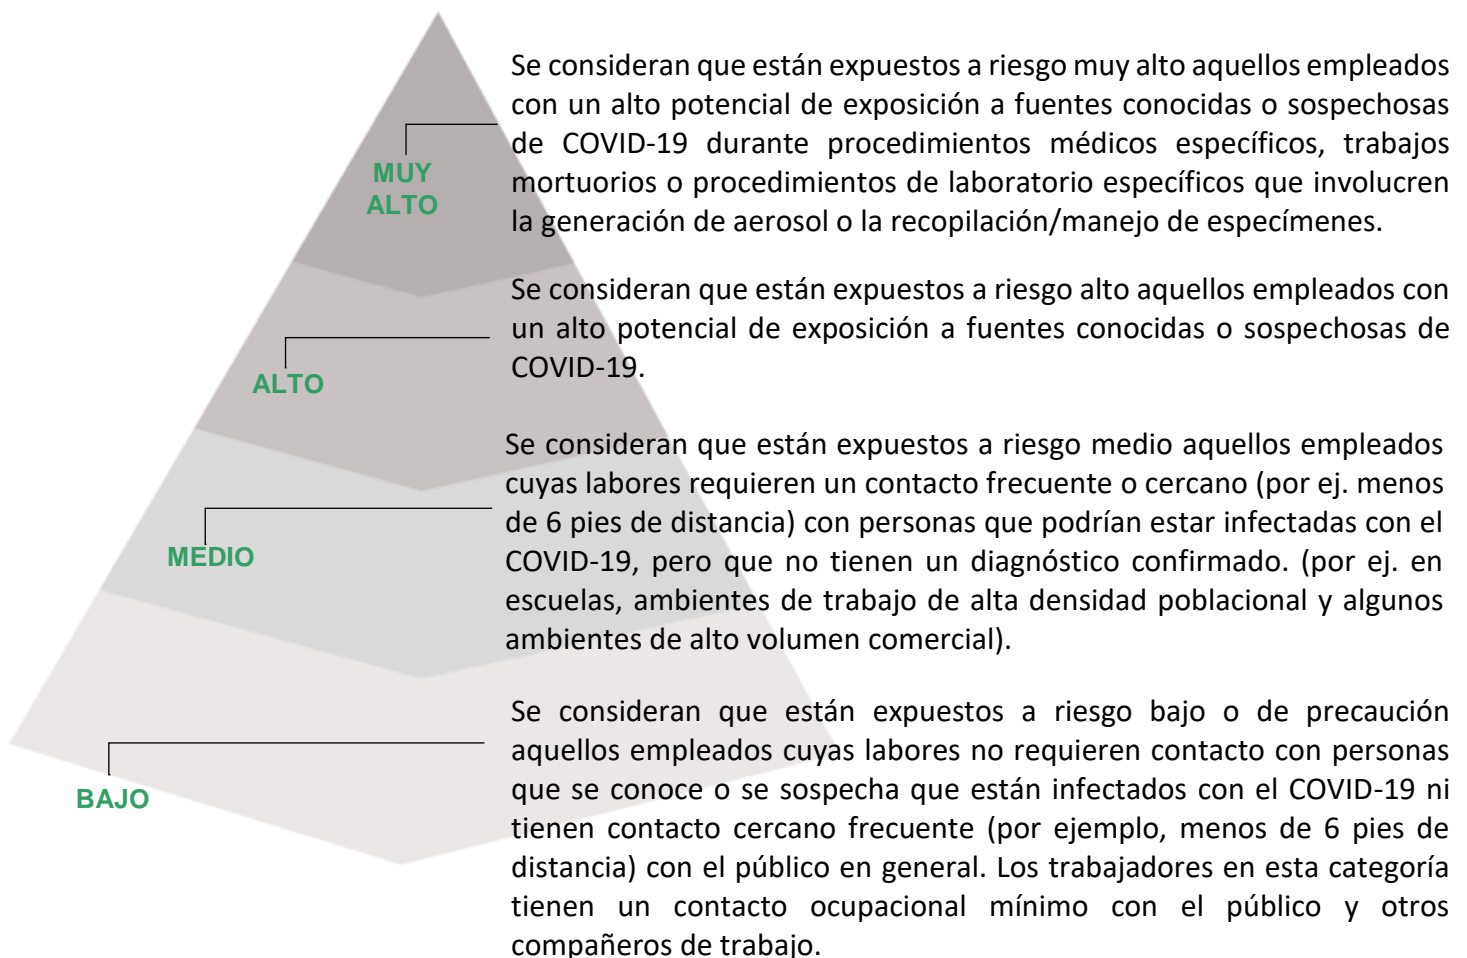 Se consideran que están expuestos a riesgo muy alto aquellos empleados
con un alto potencial de exposición a fuentes conocidas o sospechosas
de COVID-19 durante procedimientos médicos específicos, trabajos
mortuorios o procedimientos de laboratorio específicos que involucren
la generación de aerosol o la recopilación/manejo de especímenes.
MUY
ALTO
Se consideran que están expuestos a riesgo alto aquellos empleados con
un alto potencial de exposición a fuentes conocidas o sospechosas de
COVID-19.
ALTO
Se consideran que están expuestos a riesgo medio aquellos empleados
cuyas labores requieren un contacto frecuente o cercano (por ej. menos
de 6 pies de distancia) con personas que podrían estar infectadas con el
COVID-19, pero que no tienen un diagnóstico confirmado. (por ej. en
escuelas, ambientes de trabajo de alta densidad poblacional y algunos
ambientes de alto volumen comercial).
MEDIO
Se consideran que están expuestos a riesgo bajo o de precaución
aquellos empleados cuyas labores no requieren contacto con personas
que se conoce o se sospecha que están infectados con el COVID-19 ni
tienen contacto cercano frecuente (por ejemplo, menos de 6 pies de
distancia) con el público en general. Los trabajadores en esta categoría
tienen un contacto ocupacional mínimo con el público y otros
compañeros de trabajo.
BAJO